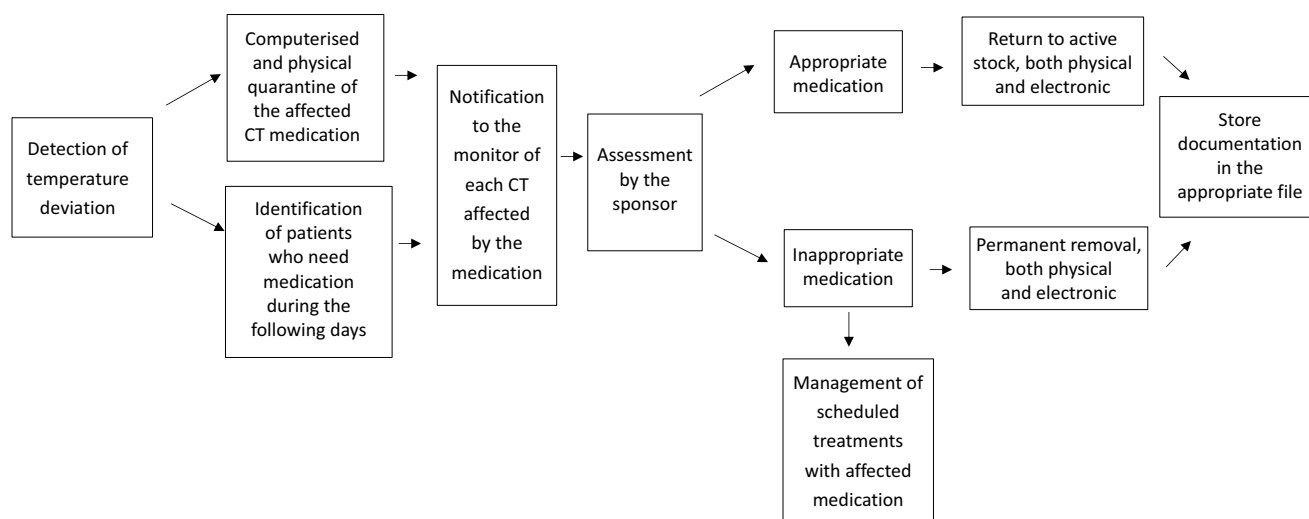 Detection of
temperature
deviation
Computerised
and physical
quarantine of
the affected
CT medication
Identification
of patients
who need
medication
during the
following days
Notification
to the
monitor of
each CT
affected
by the
medication
Assessment
by the
sponsor
Appropriate
medication
Return to active
stock, both physical
and electronic
Inappropriate
medication
Permanent removal,
both physical
and electronic
Management of
scheduled
treatments
with affected
medication
Store
documentation
in the
appropriate file